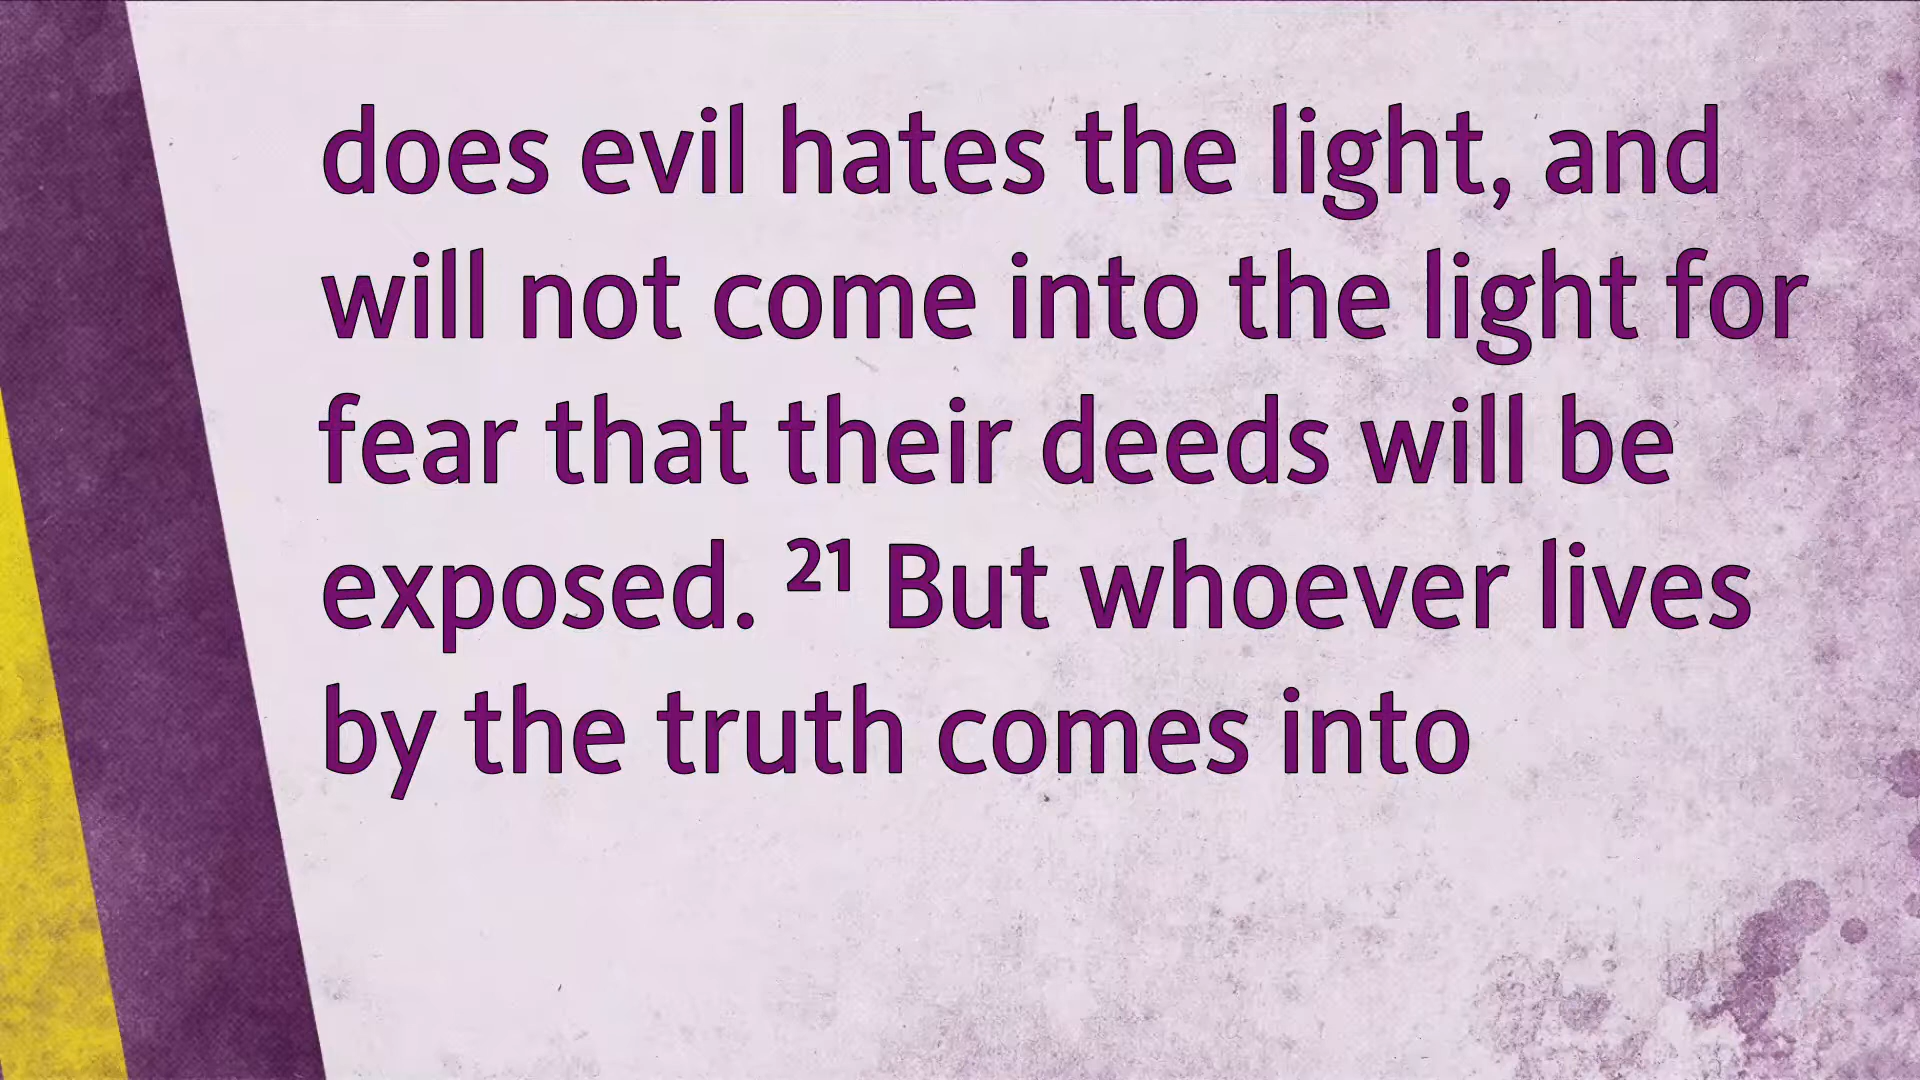 does evil hates the light, and
will not come into the light for
fear that their deeds will be
exposed. ²¹ But whoever lives
by the truth comes into